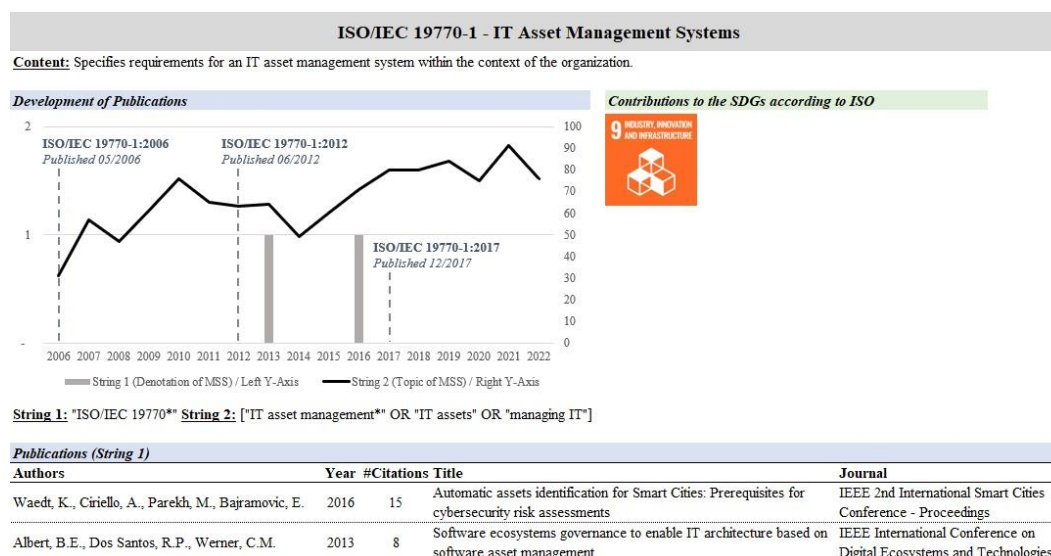 ISO/IEC 19770-1 - IT Asset Management Systems
Content: Specifies requirements for an IT asset management system within the context of the organization.
Development of Publications
Contributions to the SDGs according to ISO
9 INDUSTRY, INNOVATION
AND INFRASTRUCTURE
2
1
-
100
90
80
70
60
50
40
30
20
10
0
ISO/IEC 19770-1:2006
Published 05/2006
ISO/IEC 19770-1:2012
Published 06/2012
ISO/IEC 19770-1:2017
Published 12/2017
2006 2007 2008 2009 2010 2011 2012 2013 2014 2015 2016 2017 2018 2019 2020 2021 2022
String 1 (Denotation of MSS) / Left Y-Axis String 2 (Topic of MSS) / Right Y-Axis
String 1: "ISO/IEC 19770*" String 2: ["IT asset management*" OR "IT assets" OR "managing IT"]
Publications (String 1)
Authors Year #Citations Title Journal
Waedt, K., Ciriello, A., Parekh, M., Bajramovic, E. 2016 15 Automatic assets identification for Smart Cities: Prerequisites for IEEE 2nd International Smart Cities
cybersecurity risk assessments Conference - Proceedings
Albert, B.E., Dos Santos, R.P., Werner, C.M. 2013 8 Software ecosystems governance to enable IT architecture based on IEEE International Conference on
software asset management Digital Ecosystems and Technologies